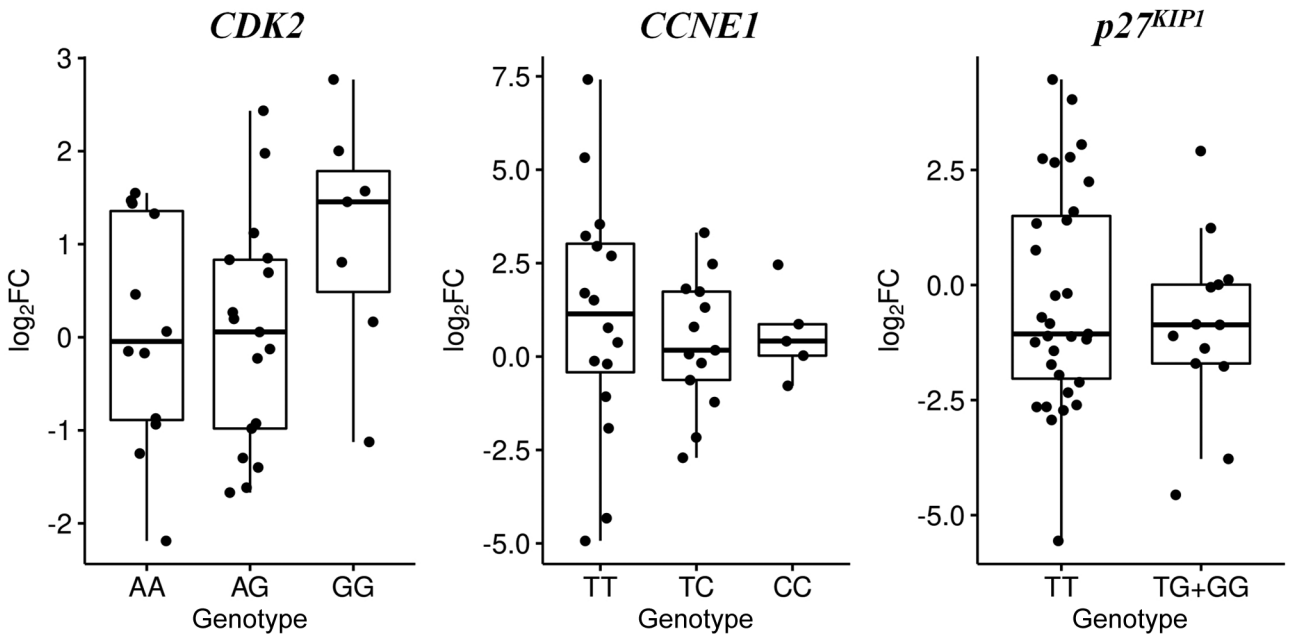 CDK2
3
2
1
0
-1
-2
log₂FC
AA AG GG
Genotype
CCNE1
7.5
5.0
2.5
0.0
-2.5
-5.0
log₂FC
TT TC CC
Genotype
p27ᴷᴵᴾ¹
2.5
0.0
-2.5
-5.0
log₂FC
TT TG+GG
Genotype